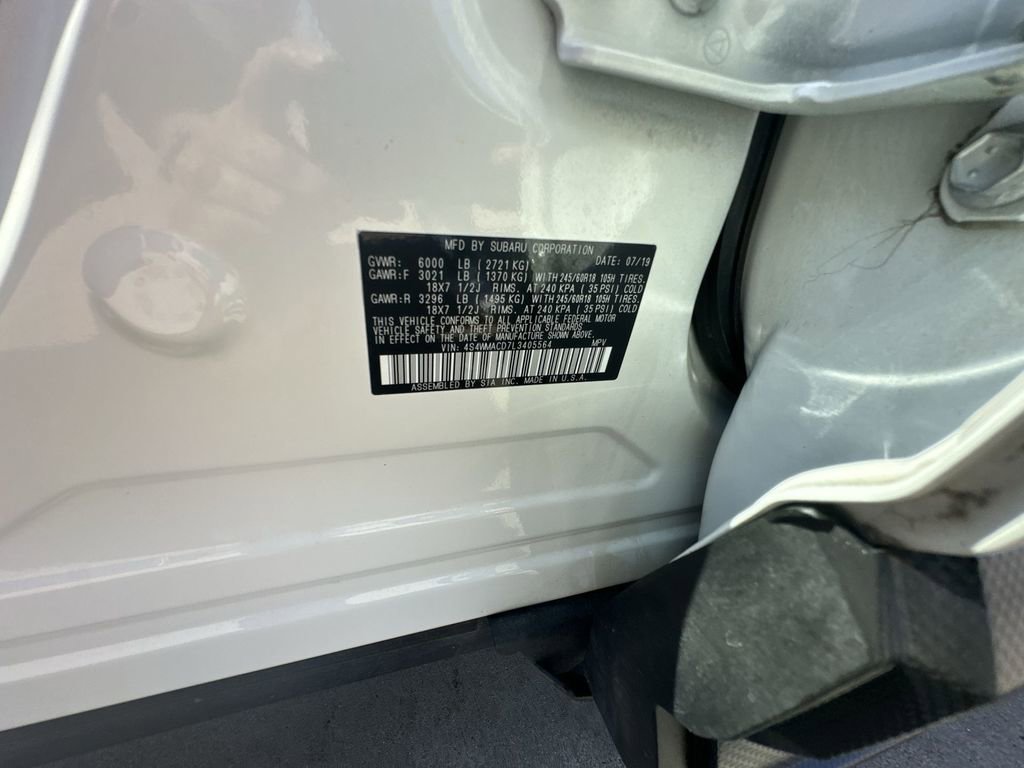 MFD BY SUBARU CORPORATION
GVWR: 6000 LB ( 2721 KG) DATE: 07/19
GAWR:F 3021 LB ( 1370 KG) WITH 245/60R18 105H TIRES.
18X7 1/2J RIMS. AT 240 KPA ( 35 PSI) COLD
GAWR:R 3296 LB ( 1495 KG) WITH 245/60R18 105H TIRES.
18X7 1/2J RIMS. AT 240 KPA ( 35 PSI) COLD
THIS VEHICLE CONFORMS TO ALL APPLICABLE FEDERAL MOTOR
VEHICLE SAFETY AND THEFT PREVENTION STANDARDS
IN EFFECT ON THE DATE OF MANUFACTURE SHOWN ABOVE.
VIN: 4S4WMACD7L3405564 MPV
ASSEMBLED BY SIA INC. MADE IN U.S.A.